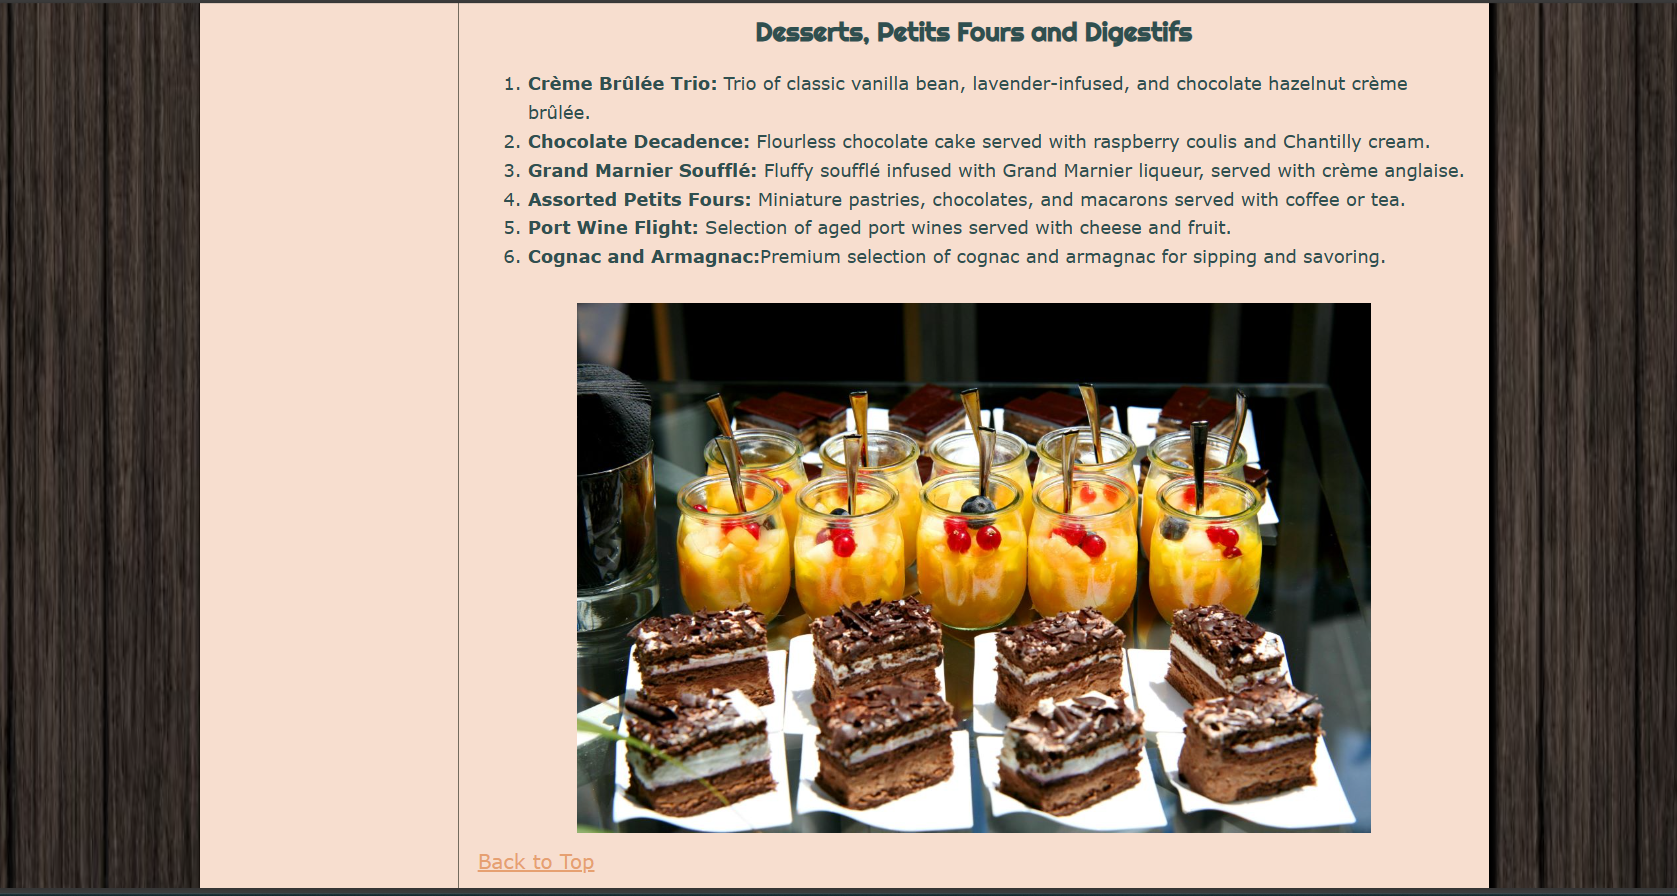 Desserts, Petits Fours and Digestifs
1. Crème Brûlée Trio: Trio of classic vanilla bean, lavender-infused, and chocolate hazelnut crème
brûlée.
2. Chocolate Decadence: Flourless chocolate cake served with raspberry coulis and Chantilly cream.
3. Grand Marnier Soufflé: Fluffy soufflé infused with Grand Marnier liqueur, served with crème anglaise.
4. Assorted Petits Fours: Miniature pastries, chocolates, and macarons served with coffee or tea.
5. Port Wine Flight: Selection of aged port wines served with cheese and fruit.
6. Cognac and Armagnac:Premium selection of cognac and armagnac for sipping and savoring.
Back to Top